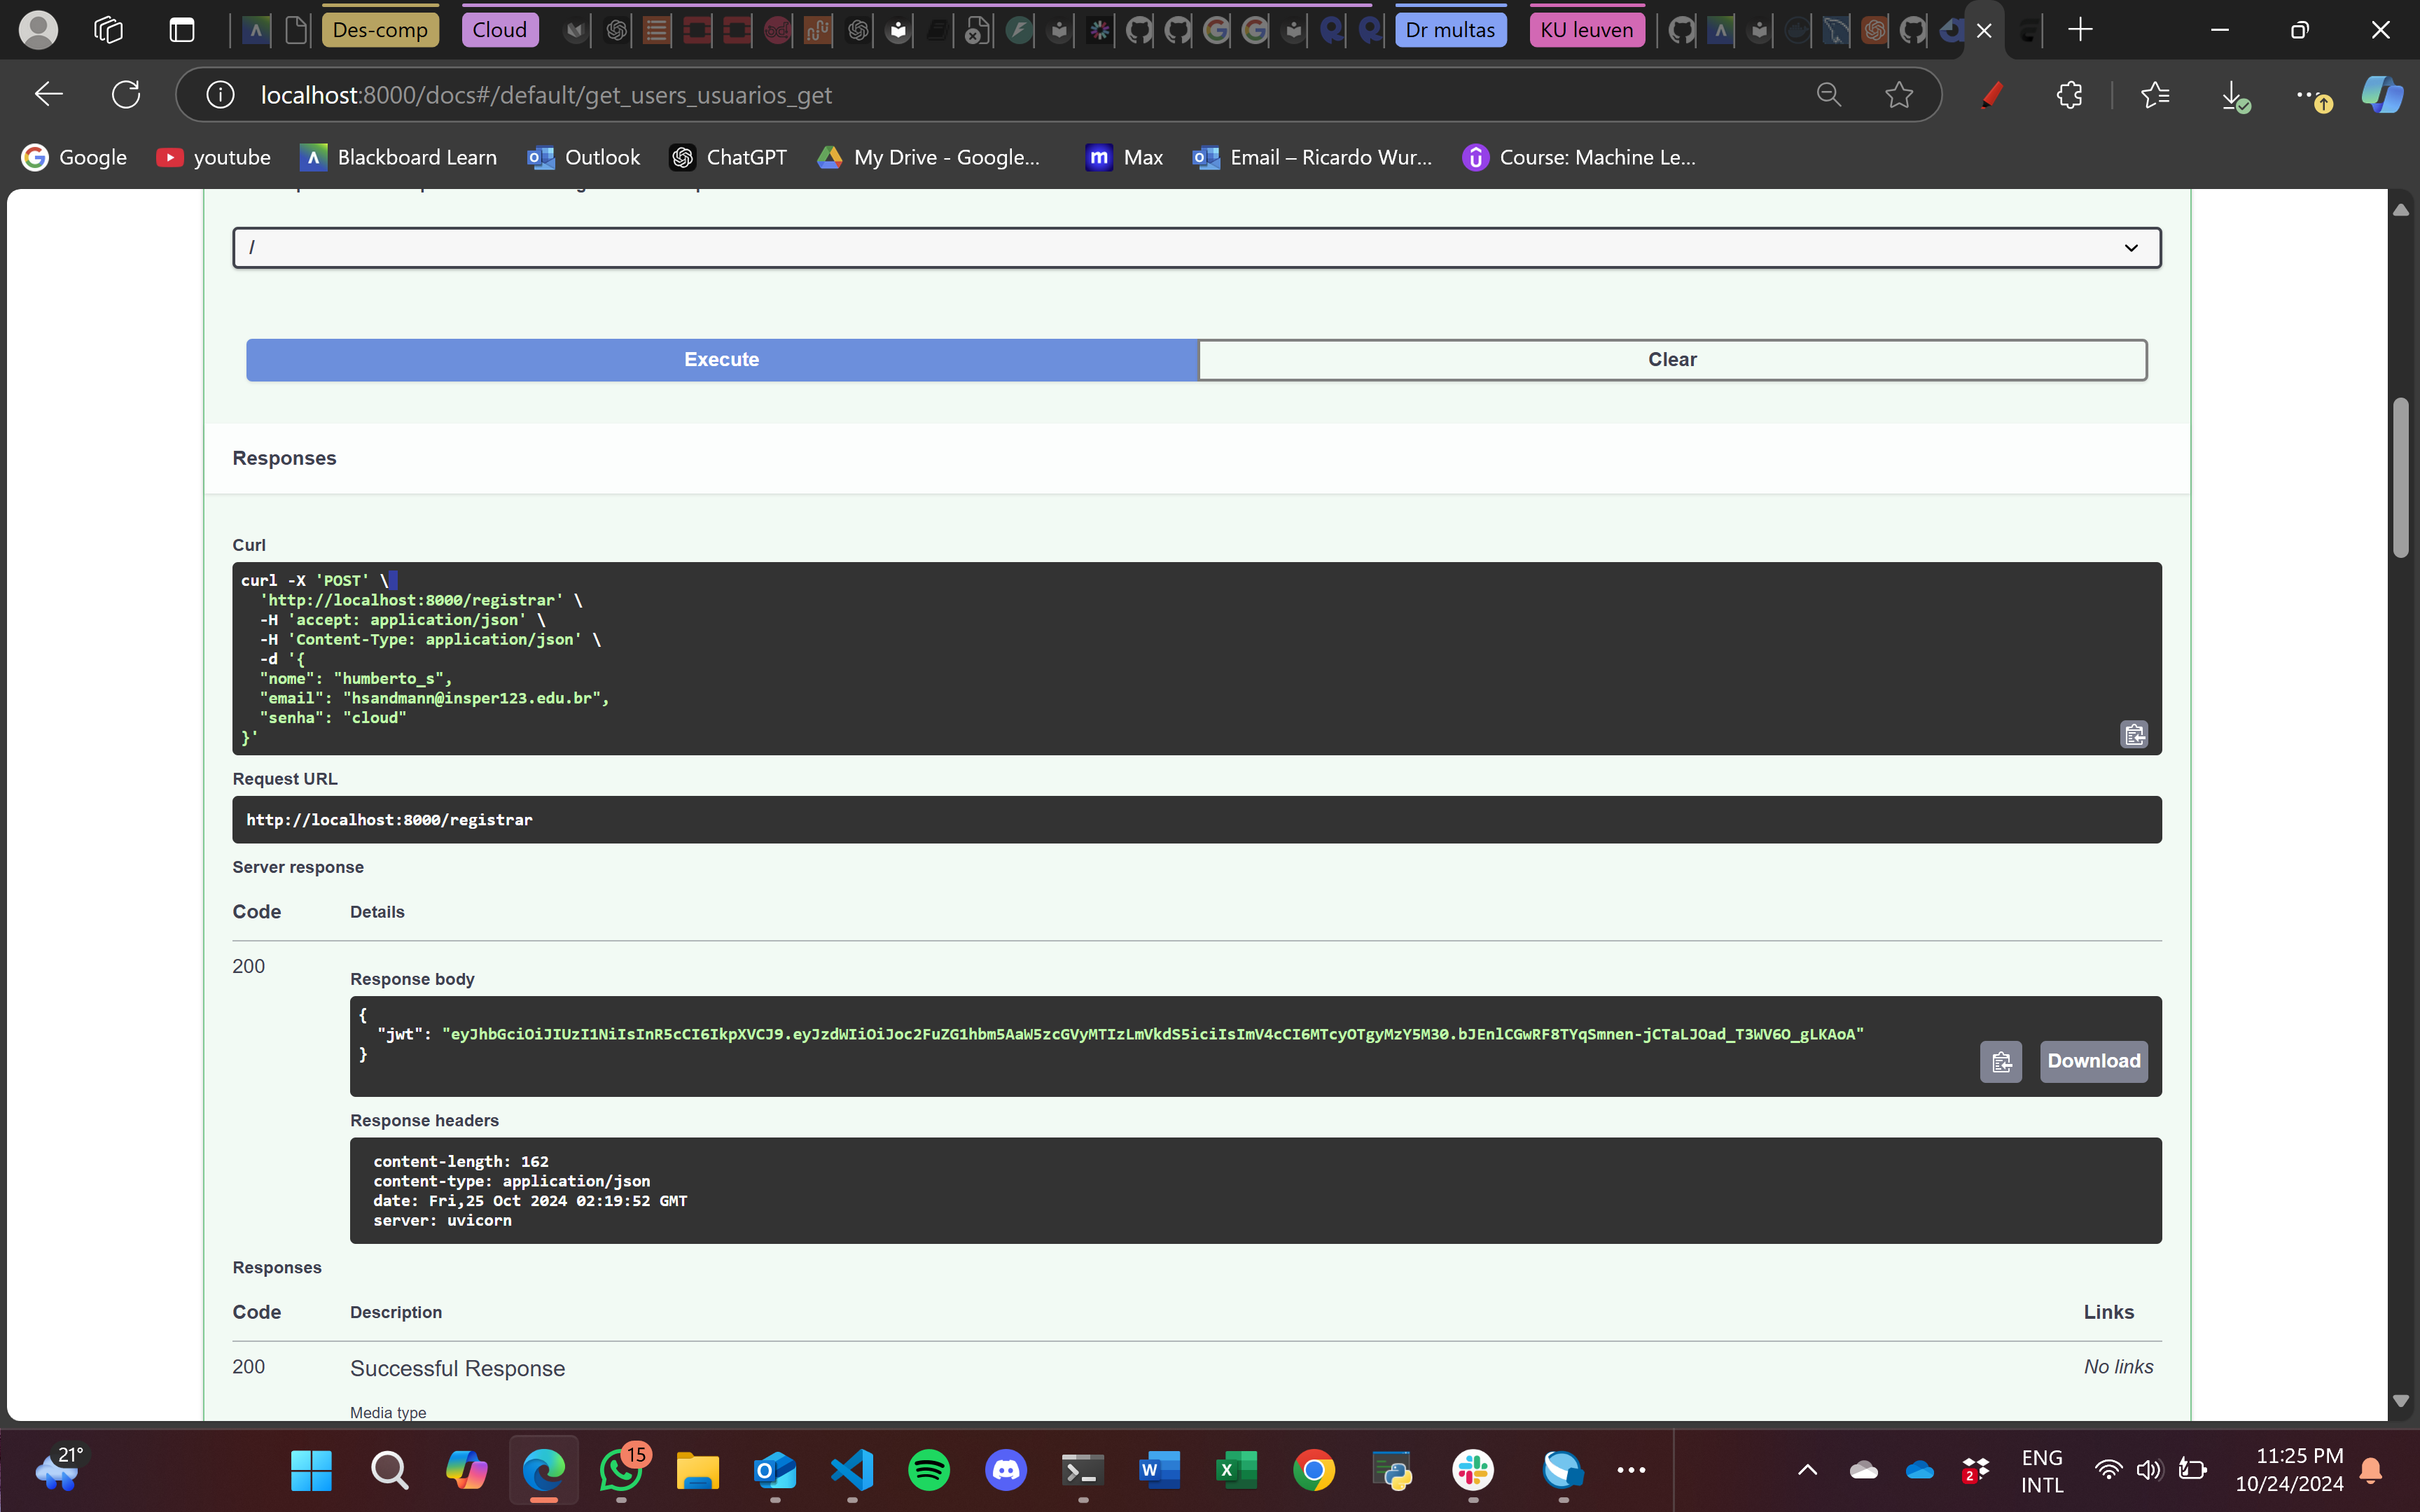 Des-comp
Cloud
Dr multas
KU leuven
localhost:8000/docs#/default/get_users_usuarios_get
Google
youtube
Blackboard Learn
Outlook
ChatGPT
My Drive - Google...
m Max
Email – Ricardo Wur...
Course: Machine Le...
/
Execute
Clear
Responses
Curl
curl -X 'POST' \
'http://localhost:8000/registrar' \
-H 'accept: application/json' \
-H 'Content-Type: application/json' \
-d '{
"nome": "humberto_s",
"email": "hsandmann@insper123.edu.br",
"senha": "cloud"
}'
Request URL
http://localhost:8000/registrar
Server response
Code
Details
200
Response body
{
"jwt": "eyJhbGciOiJIUzI1NiIsInR5cCI6IkpXVCJ9.eyJzdWIiOiJoc2FuZG1hbm5AaW5zcGVyMTIzLmVkdS5iciIsImV4cCI6MTcyOTgyMzY5M30.bJEnlCGwRF8TYqSmnen-jCTaLJOad_T3WV6O_gLKAoA"
}
Download
Response headers
content-length: 162
content-type: application/json
date: Fri,25 Oct 2024 02:19:52 GMT
server: uvicorn
Responses
Code
Description
Links
200
Successful Response
No links
Media type
21°
15
2
ENG
INTL
11:25 PM
10/24/2024